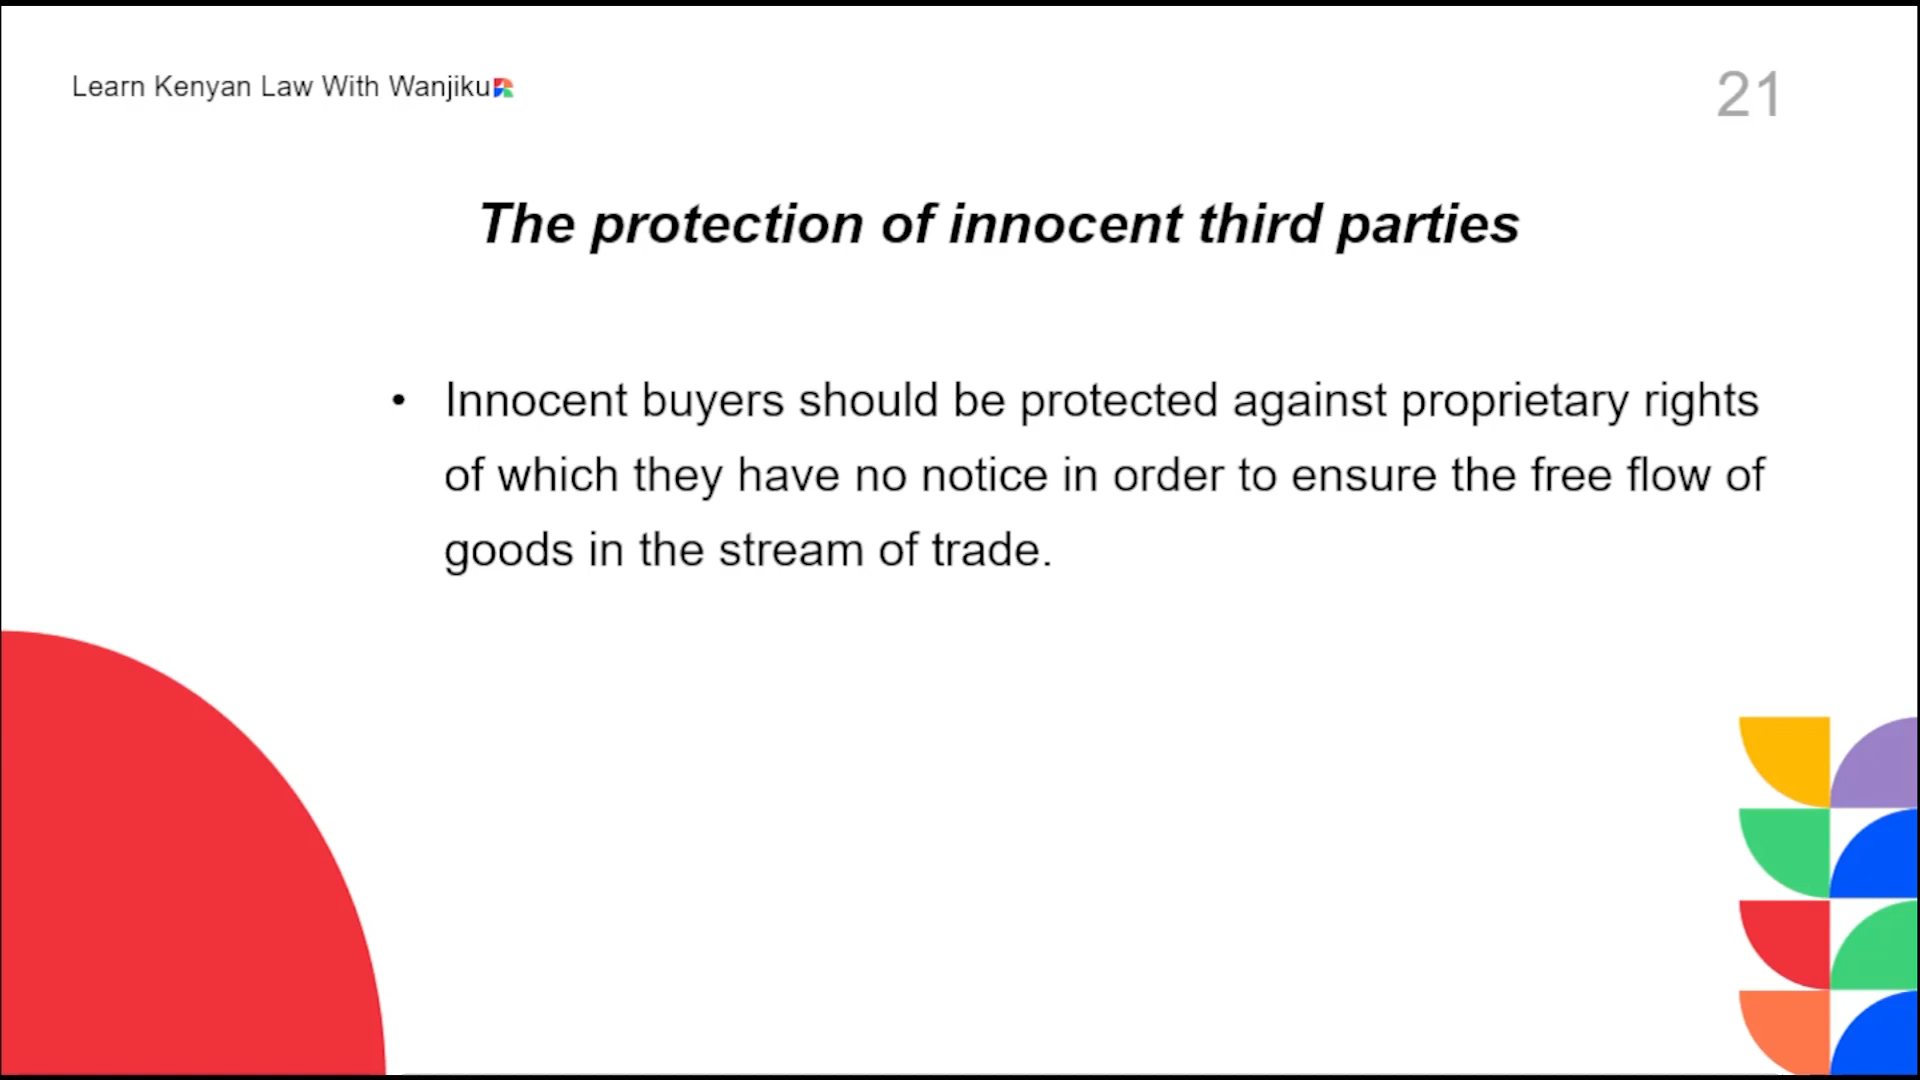 Learn Kenyan Law With Wanjiku
21
The protection of innocent third parties
• Innocent buyers should be protected against proprietary rights
of which they have no notice in order to ensure the free flow of
goods in the stream of trade.